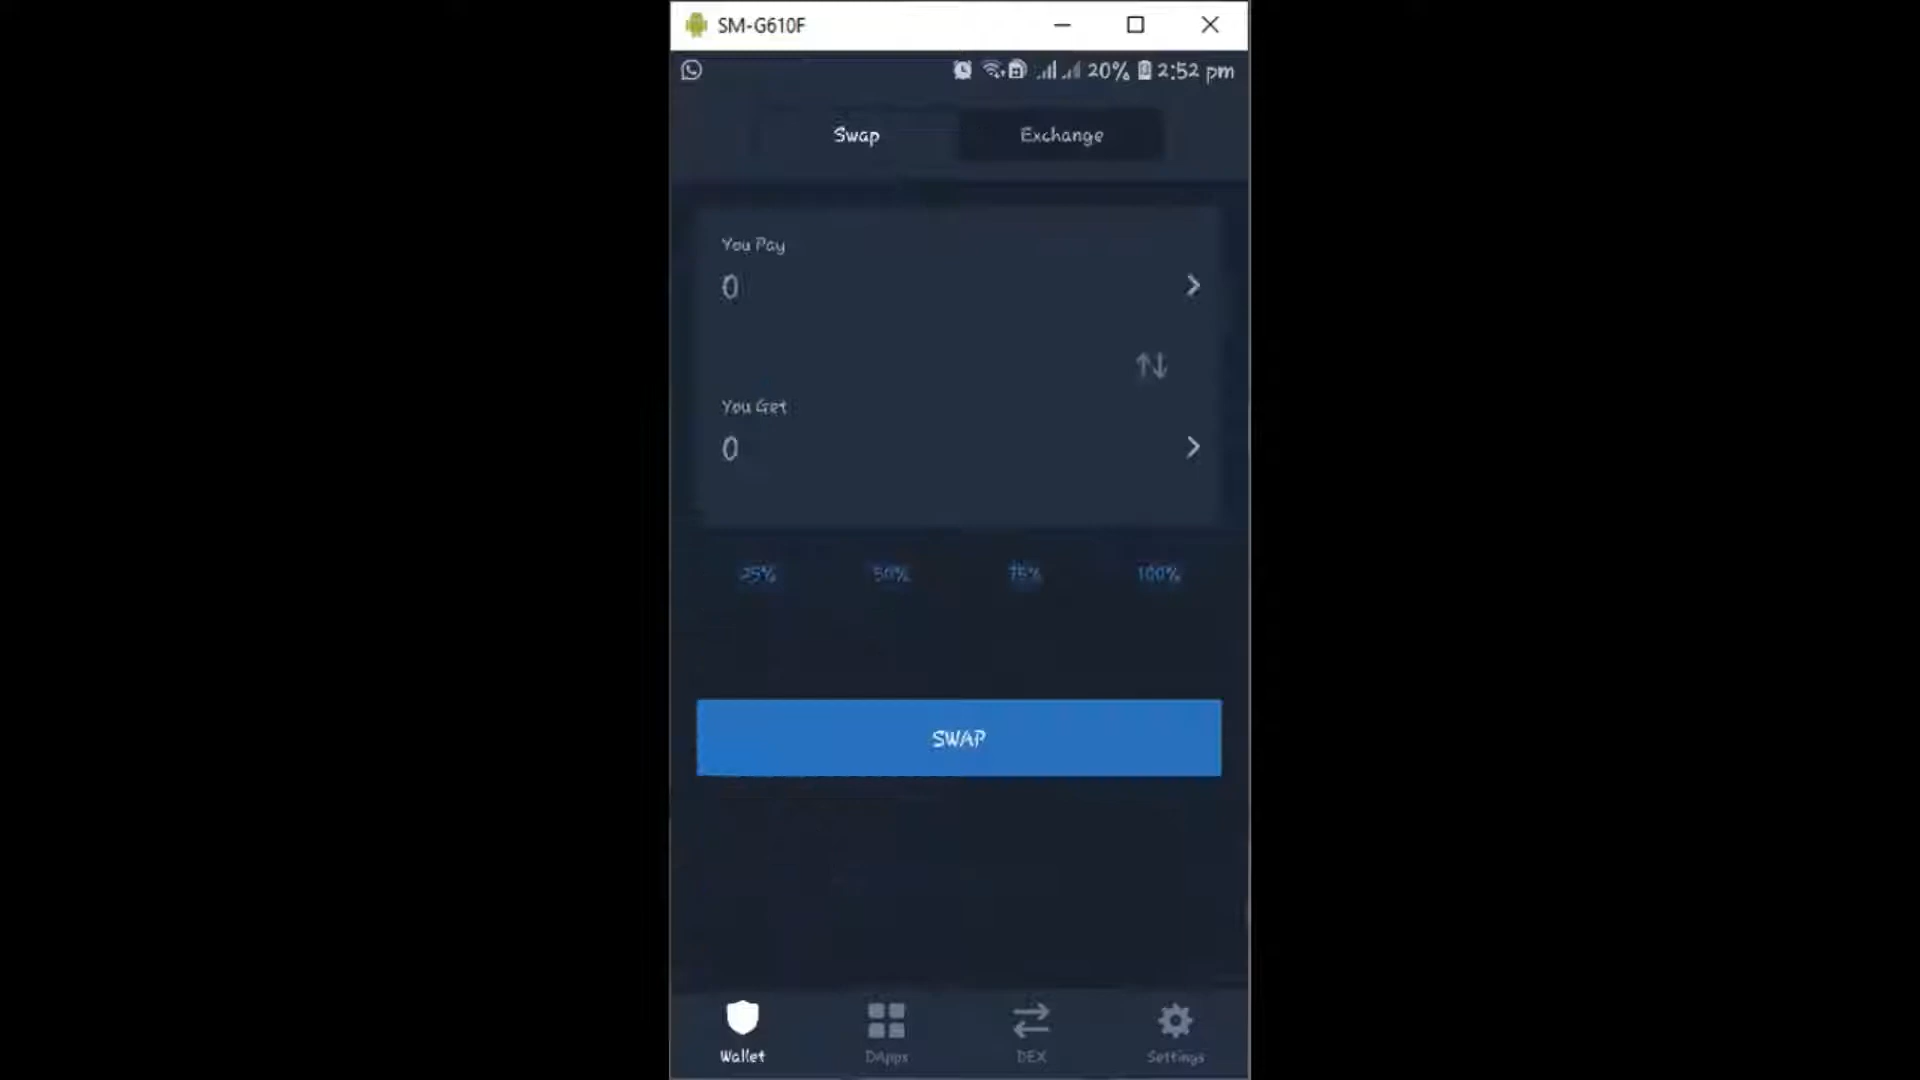 SM-G610F
20% 2:52 pm
Swap Exchange
You Pay
0
You Get
0
25% 50% 75% 100%
SWAP
Wallet DApps DEX Settings